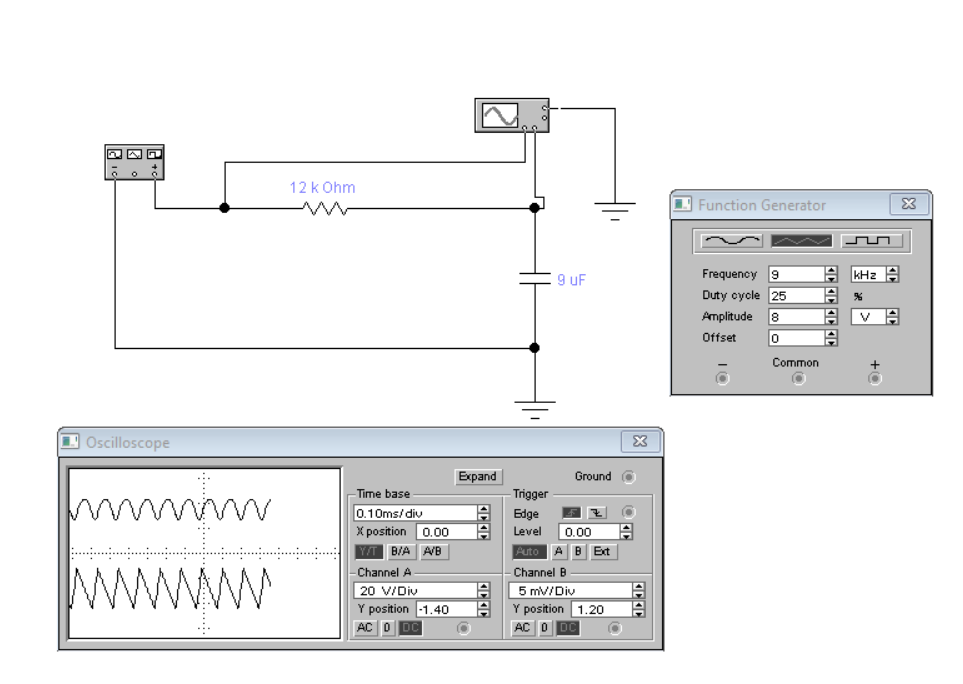 12 k Ohm
9 uF
Function Generator
Frequency 9 kHz
Duty cycle 25 %
Amplitude 8 V
Offset 0
− Common +
Oscilloscope
Expand Ground
Time base
0.10ms/div
X position 0.00
Y/T B/A A/B
Trigger
Edge
Level 0.00
Auto A B Ext
Channel A
20 V/Div
Y position -1.40
AC 0 DC
Channel B
5 mV/Div
Y position 1.20
AC 0 DC